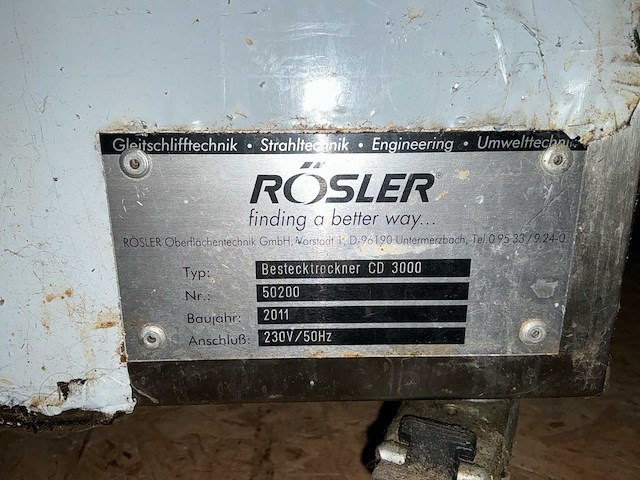 Gleitschlifftechnik • Strahltechnik • Engineering • Umwelttechnik
RÖSLER®
finding a better way...
RÖSLER Oberflächentechnik GmbH, Vorstadt 1, D-96190 Untermerzbach, Tel.0 95 33 / 9 24-0
Typ: Bestecktrockner CD 3000
Nr.: 50200
Baujahr: 2011
Anschluß: 230V/50Hz